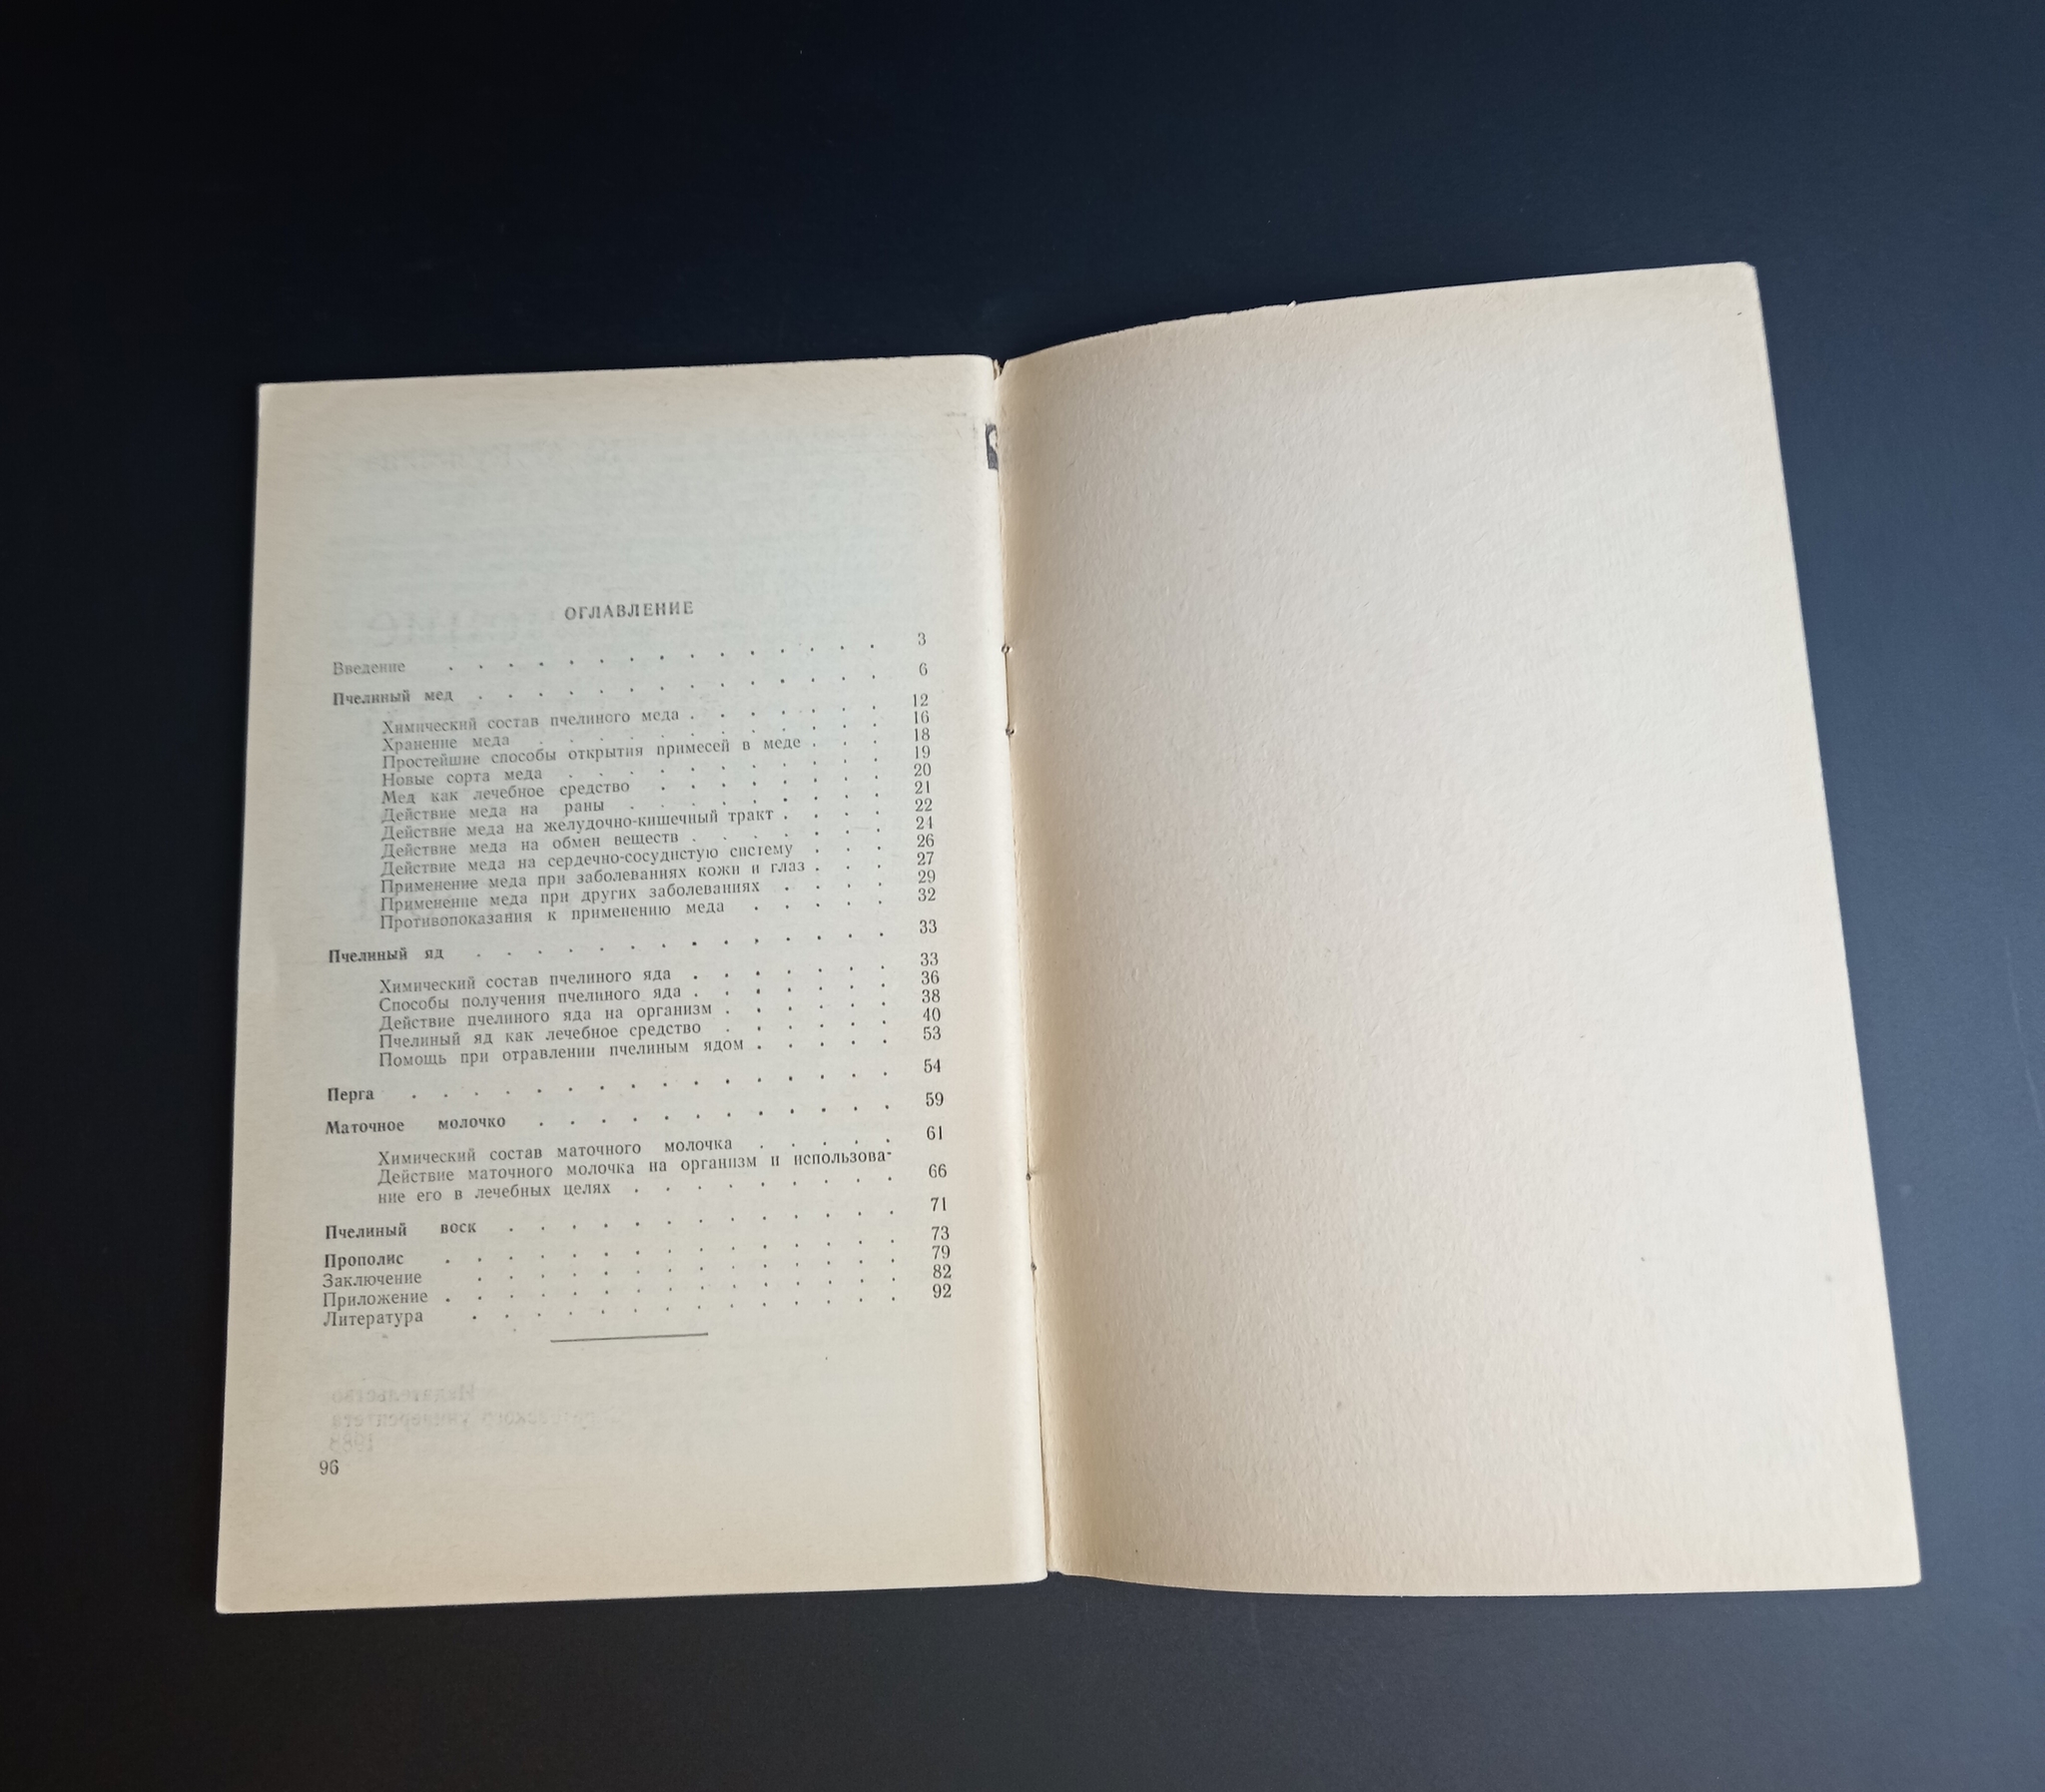 ОГЛАВЛЕНИЕ
Введение . . . . . . . . . . . . . . . 3
Пчелиный мед . . . . . . . . . . . . . . 6
Химический состав пчелиного меда . . . . . . . 12
Хранение меда . . . . . . . . . . . . 16
Простейшие способы открытия примесей в меде . . . 18
Новые сорта меда . . . . . . . . . . . 19
Мед как лечебное средство . . . . . . . . 20
Действие меда на раны . . . . . . . . . 21
Действие меда на желудочно-кишечный тракт . . . . 22
Действие меда на обмен веществ . . . . . . . 24
Действие меда на сердечно-сосудистую систему . . . 26
Применение меда при заболеваниях кожи и глаз . . . 27
Применение меда при других заболеваниях . . . . 29
Противопоказания к применению меда . . . . . 32
Пчелиный яд . . . . . . . . . . . . . . 33
Химический состав пчелиного яда . . . . . . . 33
Способы получения пчелиного яда . . . . . . . 36
Действие пчелиного яда на организм . . . . . . 38
Пчелиный яд как лечебное средство . . . . . . 40
Помощь при отравлении пчелиным ядом . . . . . 53
Перга . . . . . . . . . . . . . . . . 54
Маточное молочко . . . . . . . . . . . . 59
Химический состав маточного молочка . . . . . 61
Действие маточного молочка на организм и использова-
ние его в лечебных целях . . . . . . . . . 66
Пчелиный воск . . . . . . . . . . . . . 71
Прополис . . . . . . . . . . . . . . . 73
Заключение . . . . . . . . . . . . . . 79
Приложение . . . . . . . . . . . . . . . 82
Литература . . . . . . . . . . . . . . 92
96